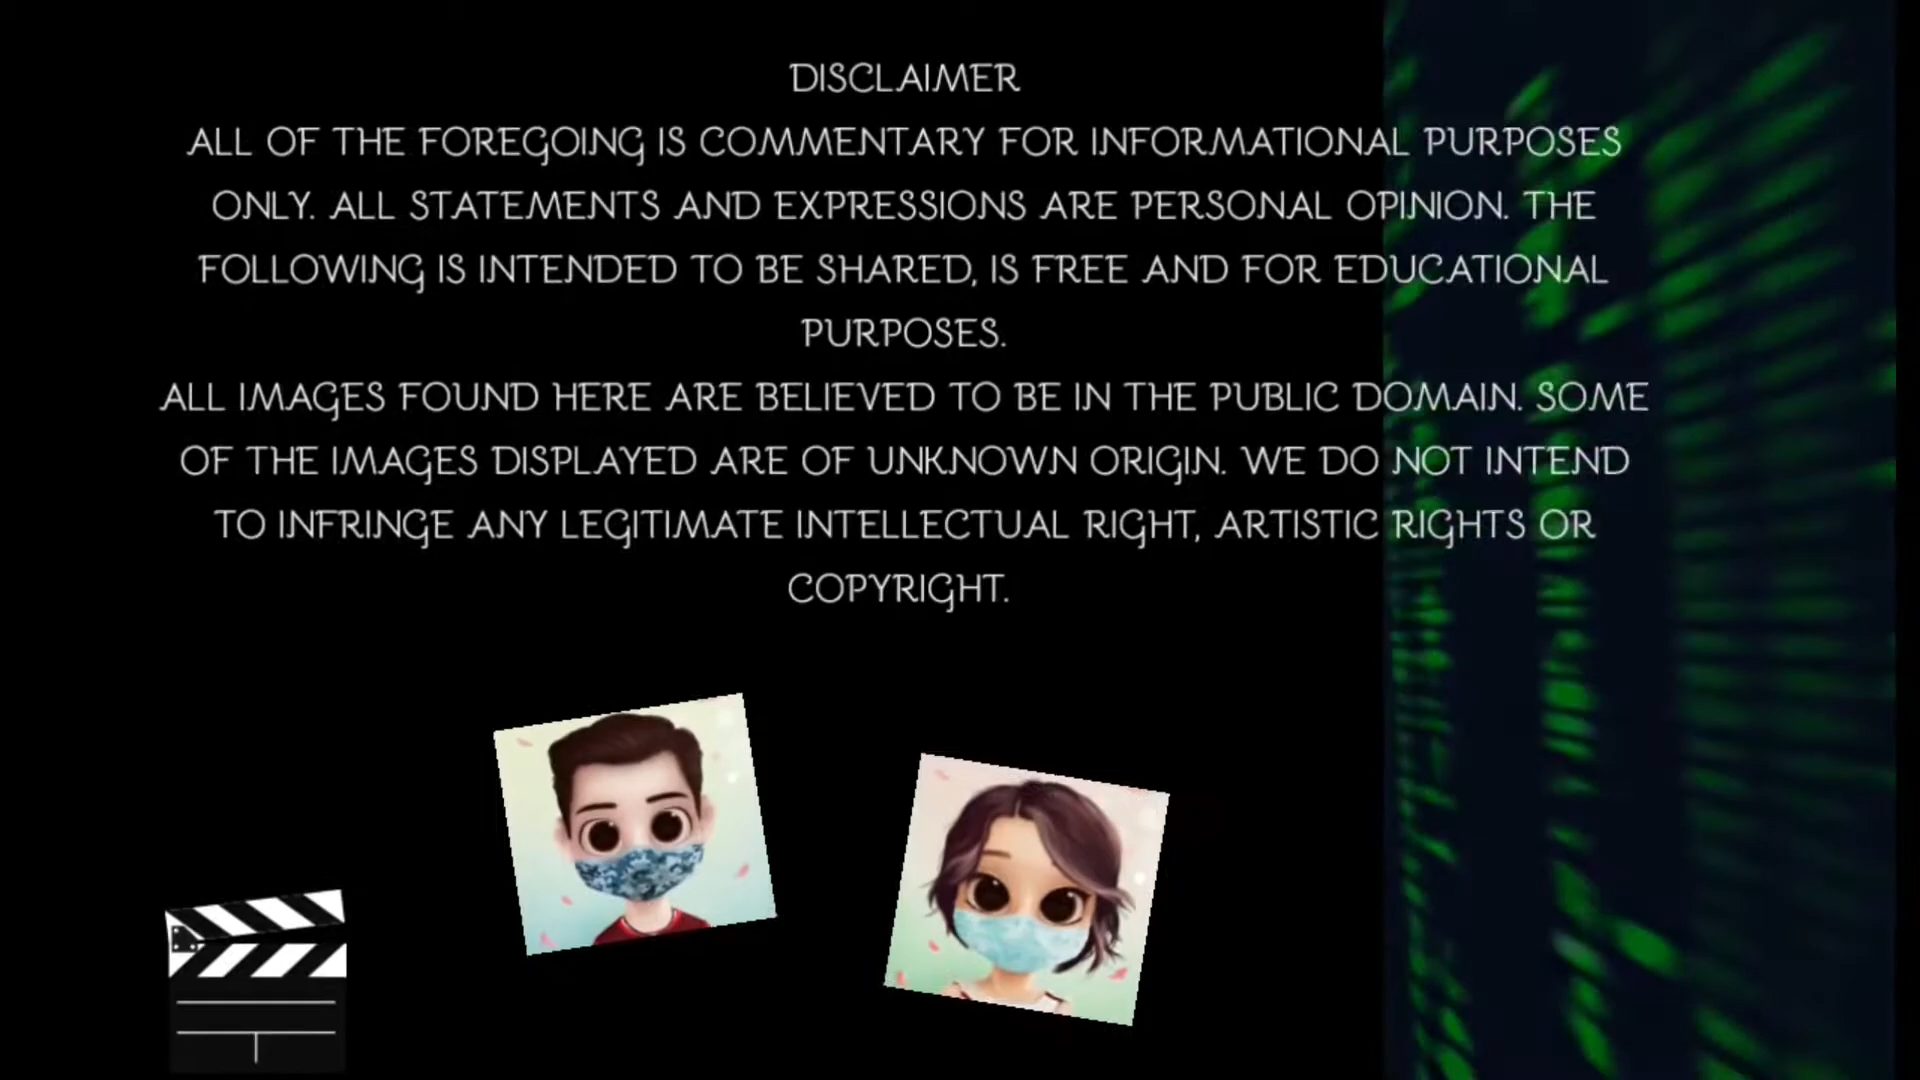 DISCLAIMER
ALL OF THE FOREGOING IS COMMENTARY FOR INFORMATIONAL PURPOSES
ONLY. ALL STATEMENTS AND EXPRESSIONS ARE PERSONAL OPINION. THE
FOLLOWING IS INTENDED TO BE SHARED, IS FREE AND FOR EDUCATIONAL
PURPOSES.
ALL IMAGES FOUND HERE ARE BELIEVED TO BE IN THE PUBLIC DOMAIN. SOME
OF THE IMAGES DISPLAYED ARE OF UNKNOWN ORIGIN. WE DO NOT INTEND
TO INFRINGE ANY LEGITIMATE INTELLECTUAL RIGHT, ARTISTIC RIGHTS OR
COPYRIGHT.